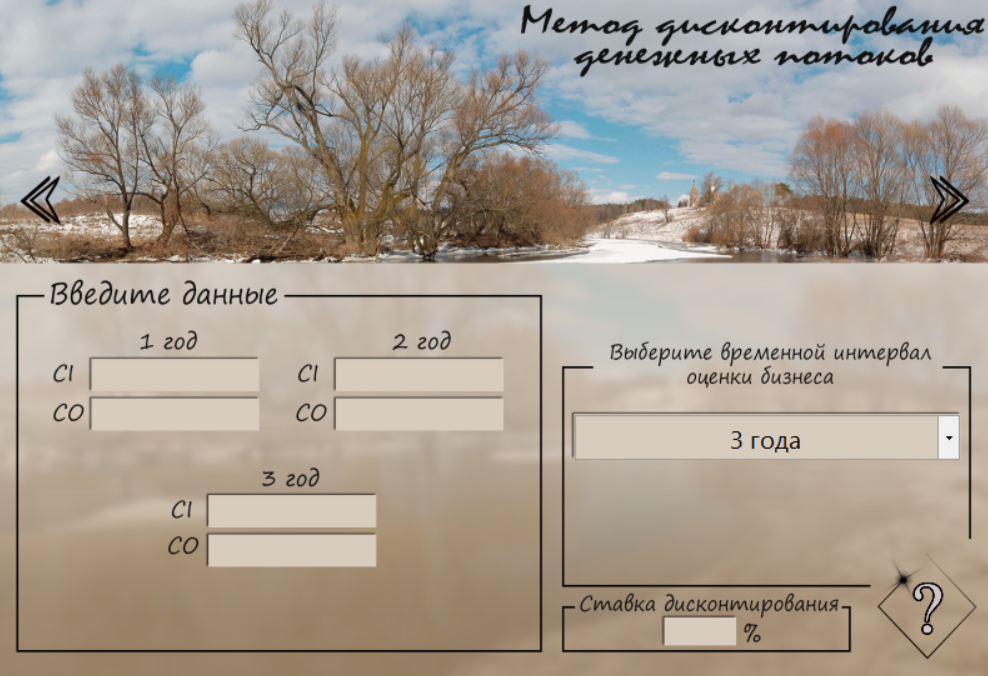 Метод дисконтирования
денежных потоков
Введите данные
1 год
2 год
CI
CI
CO
CO
3 год
CI
CO
Выберите временной интервал
оценки бизнеса
3 года
Ставка дисконтирования
%
?